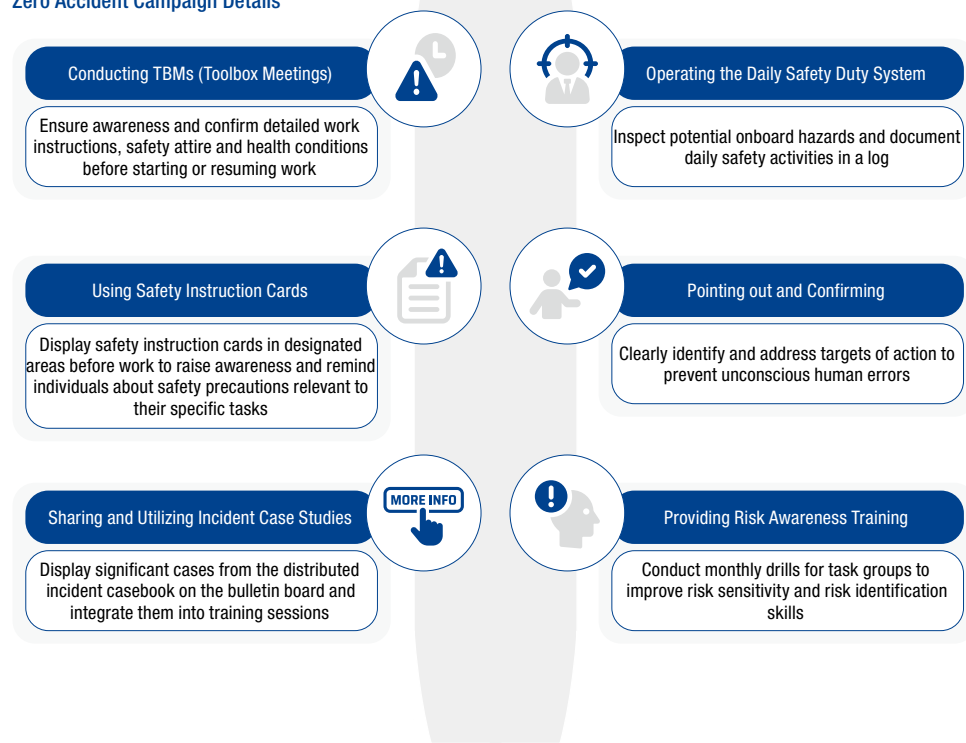 Zero Accident Campaign Details
Conducting TBMs (Toolbox Meetings)
Ensure awareness and confirm detailed work
instructions, safety attire and health conditions
before starting or resuming work
Operating the Daily Safety Duty System
Inspect potential onboard hazards and document
daily safety activities in a log
Using Safety Instruction Cards
Display safety instruction cards in designated
areas before work to raise awareness and remind
individuals about safety precautions relevant to
their specific tasks
Pointing out and Confirming
Clearly identify and address targets of action to
prevent unconscious human errors
Sharing and Utilizing Incident Case Studies
MORE INFO
Display significant cases from the distributed
incident casebook on the bulletin board and
integrate them into training sessions
Providing Risk Awareness Training
Conduct monthly drills for task groups to
improve risk sensitivity and risk identification
skills